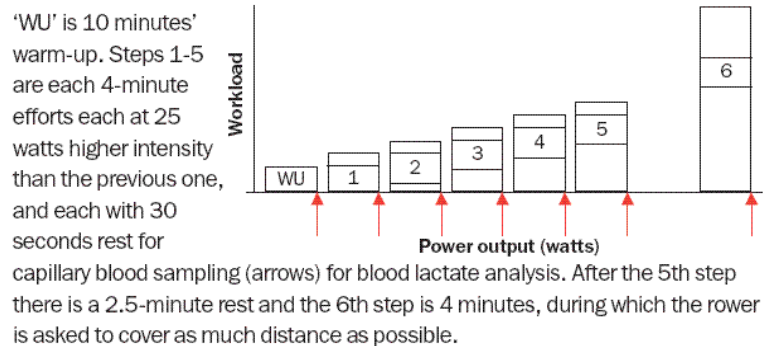 ‘WU’ is 10 minutes’
warm-up. Steps 1-5
are each 4-minute
efforts each at 25
watts higher intensity
than the previous one,
and each with 30
seconds rest for
capillary blood sampling (arrows) for blood lactate analysis. After the 5th step
there is a 2.5-minute rest and the 6th step is 4 minutes, during which the rower
is asked to cover as much distance as possible.
Workload
WU
1
2
3
4
5
6
Power output (watts)